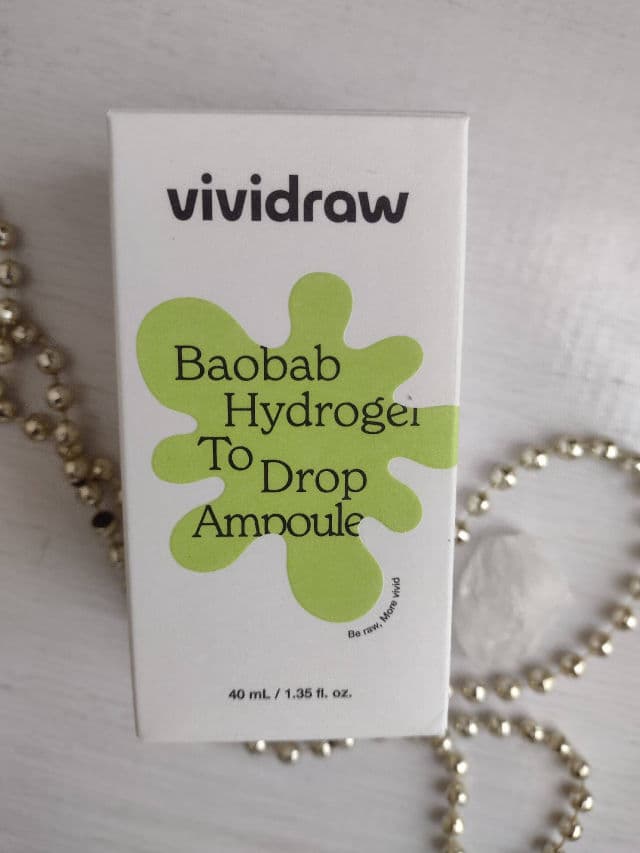 vividraw
Baobab
Hydrogel
To Drop
Ampoule
Be raw, More vivid
40 mL / 1.35 fl. oz.